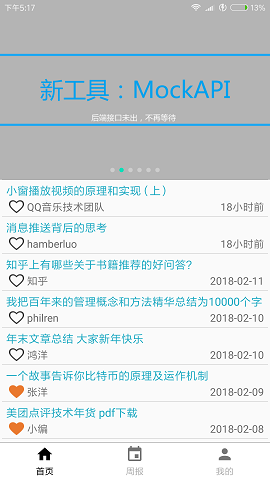 下午5:17
13%
新工具：MockAPI
后端接口未出，不再等待
小窗播放视频的原理和实现（上）
QQ音乐技术团队 18小时前
消息推送背后的思考
hamberluo 18小时前
知乎上有哪些关于书籍推荐的好问答？
知乎 2018-02-11
我把百年来的管理概念和方法精华总结为10000个字
philren 2018-02-10
年末文章总结 大家新年快乐
鸿洋 2018-02-10
一个故事告诉你比特币的原理及运作机制
张洋 2018-02-09
美团点评技术年货 pdf下载
小编 2018-02-08
首页 周报 我的